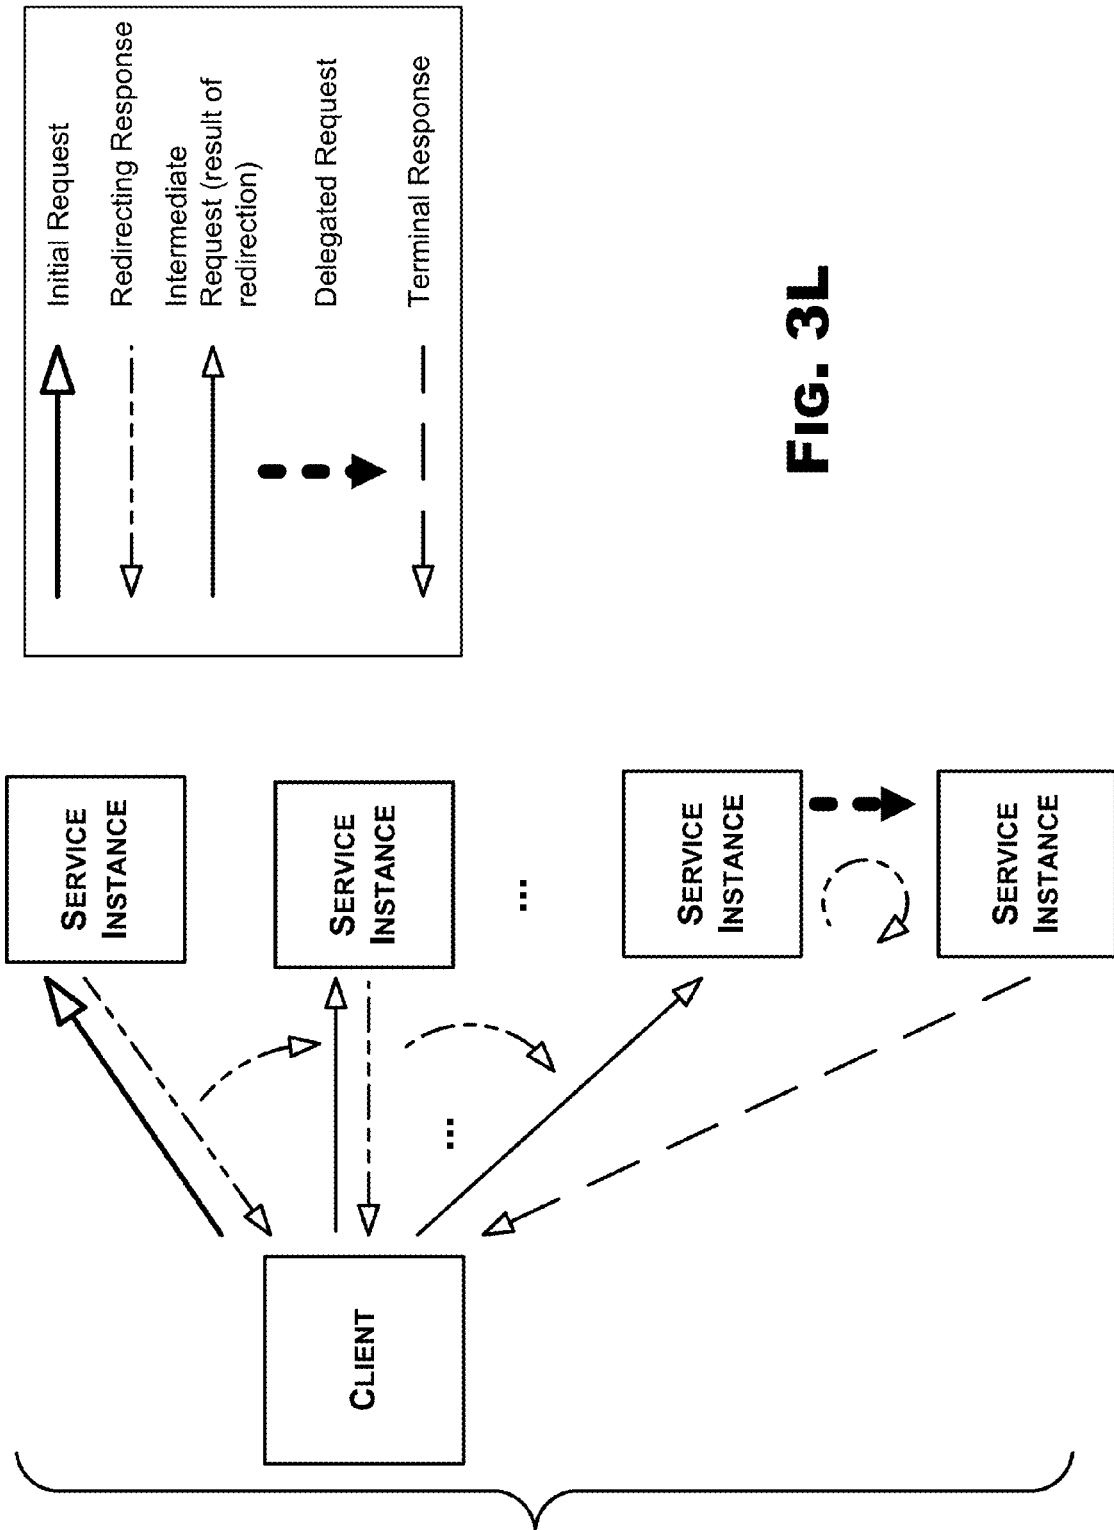 Initial Request
Redirecting Response
Intermediate
Request (result of
redirection)
Delegated Request
Terminal Response
SERVICE
INSTANCE
SERVICE
INSTANCE
...
SERVICE
INSTANCE
SERVICE
INSTANCE
...
CLIENT
FIG. 3L